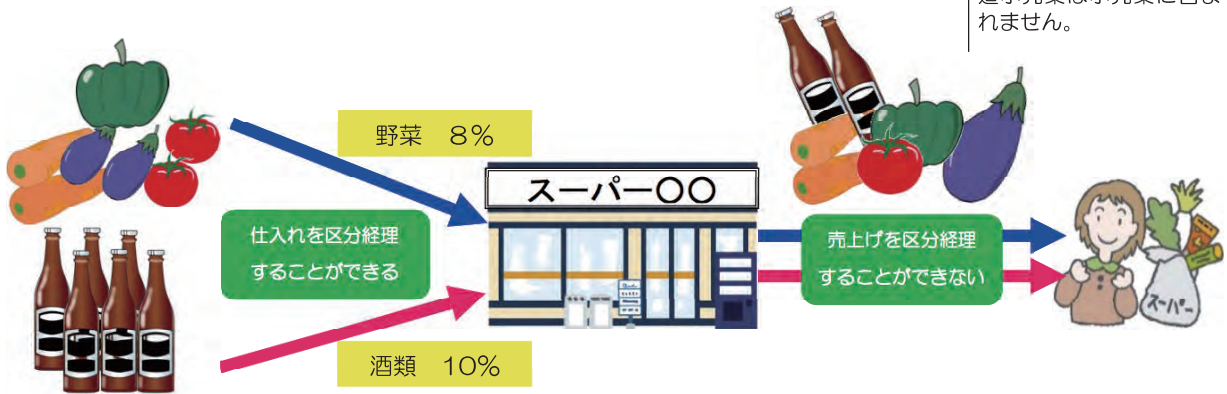 れません。
野菜 8%
スーパー〇〇
仕入れを区分経理
することができる
売上げを区分経理
することができない
スーパー
酒類 10%